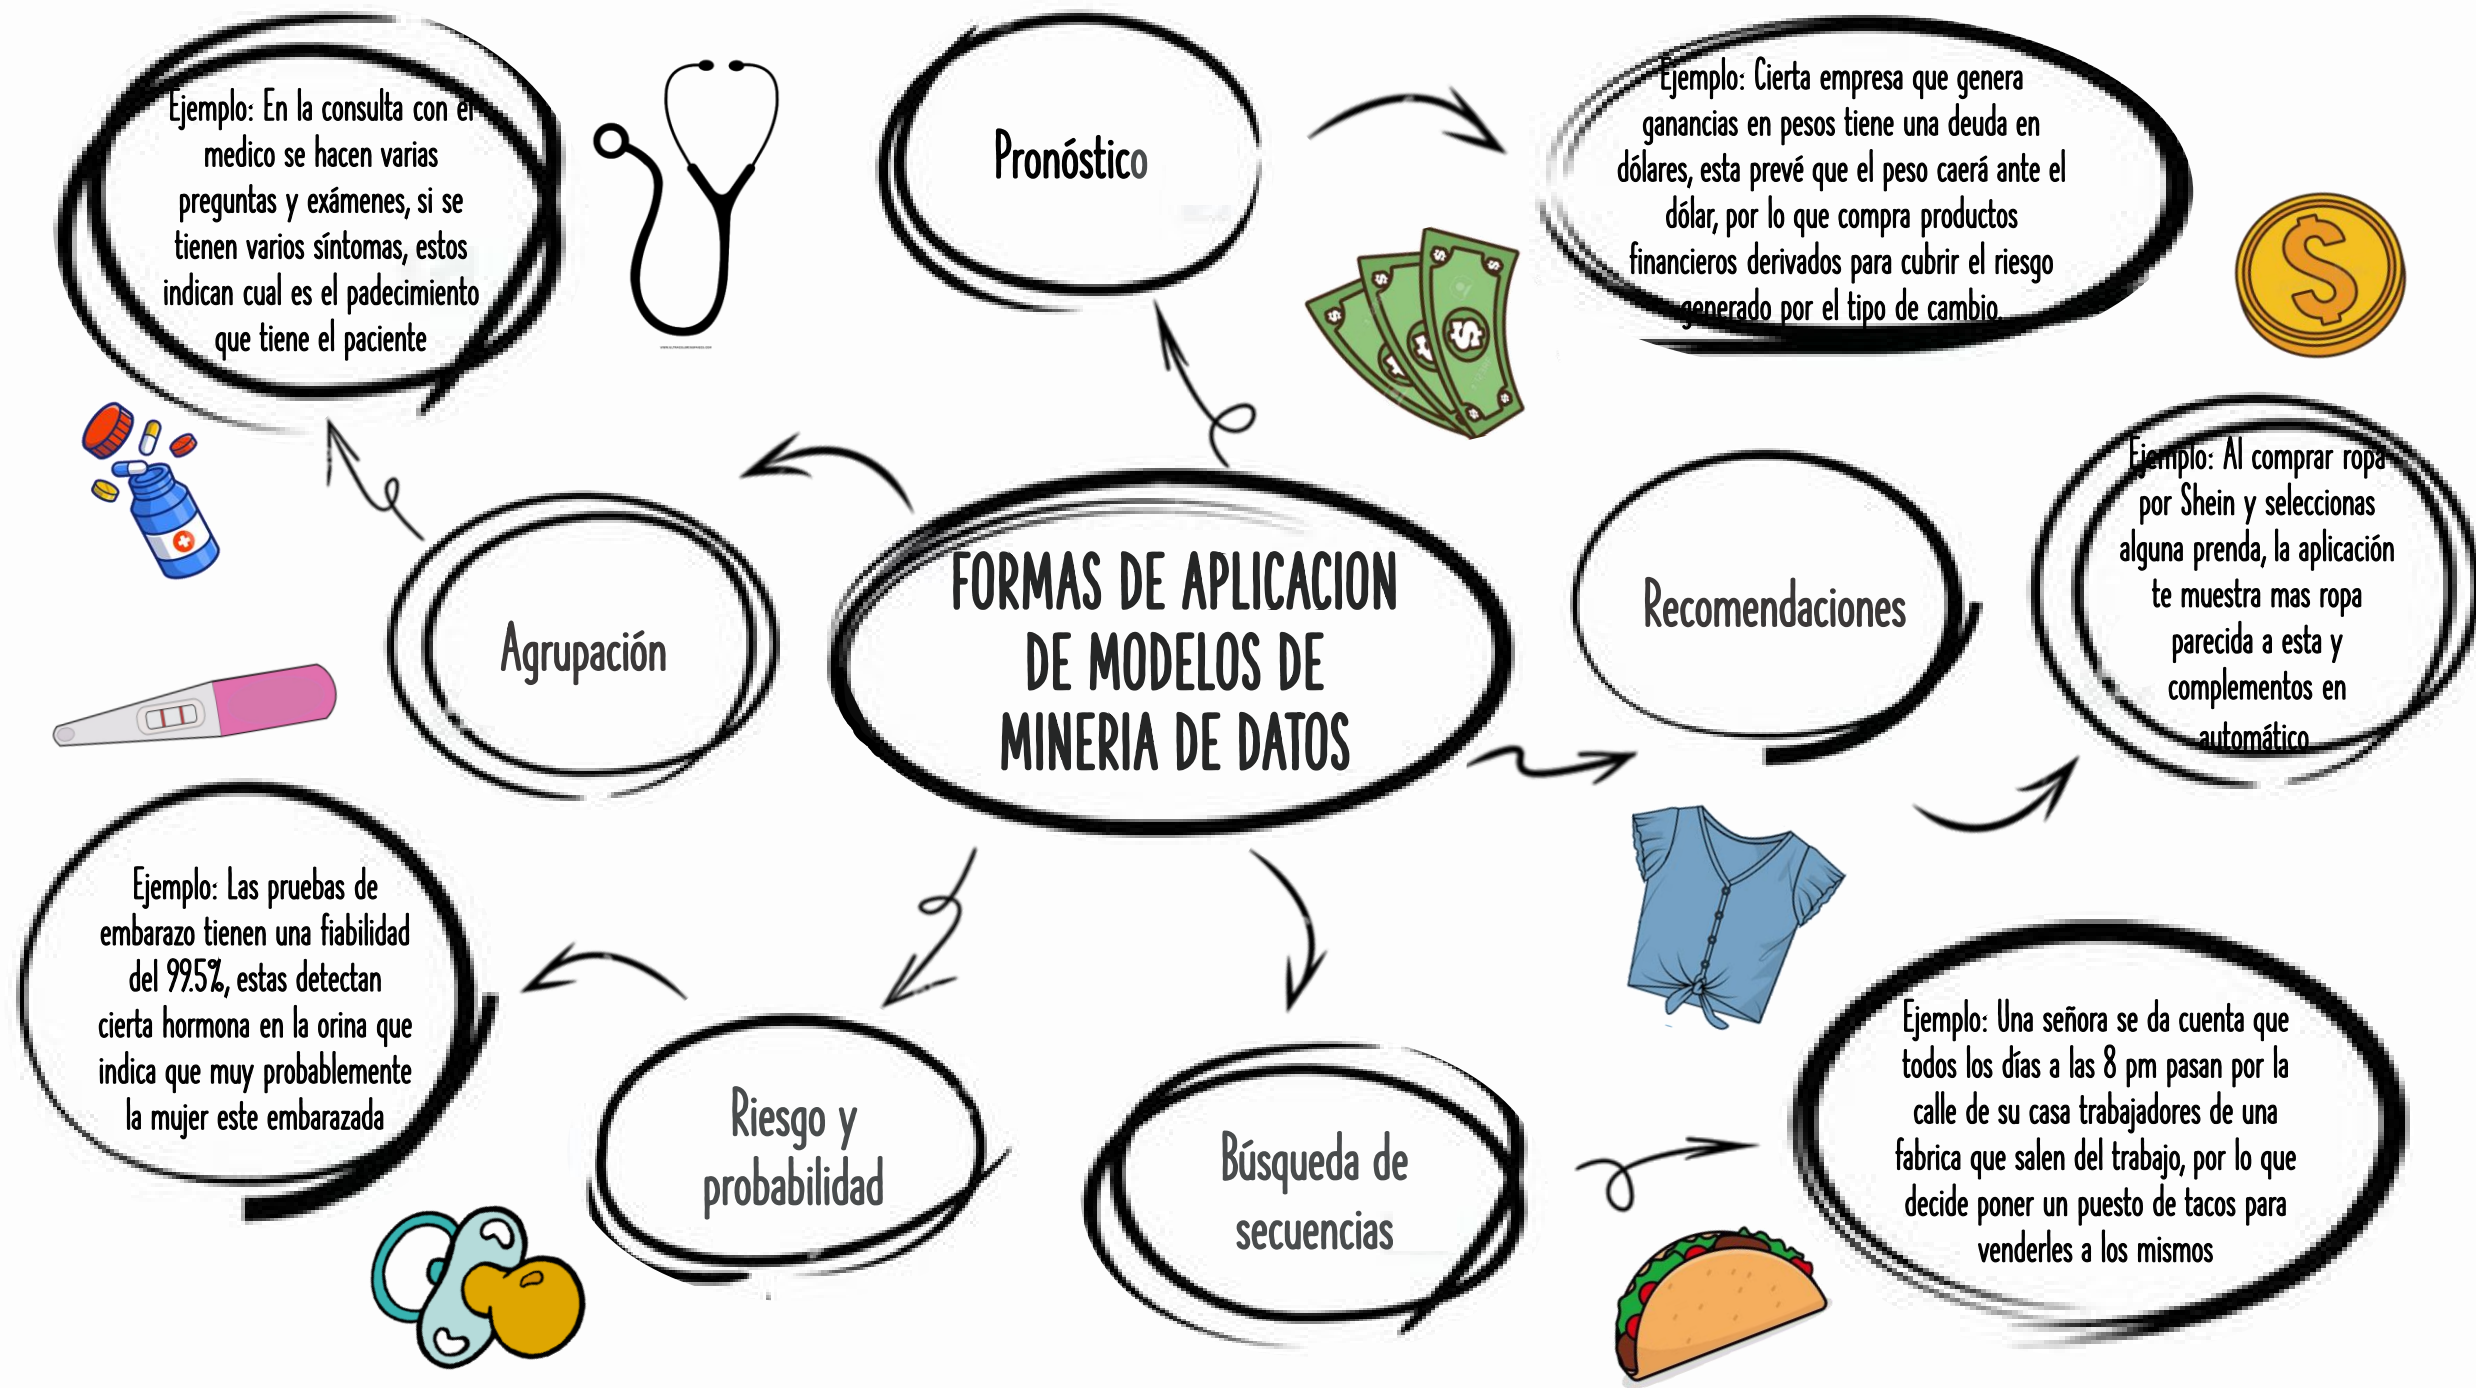 Ejemplo: En la consulta con el
medico se hacen varias
preguntas y exámenes, si se
tienen varios síntomas, estos
indican cual es el padecimiento
que tiene el paciente
Pronóstico
Ejemplo: Cierta empresa que genera
ganancias en pesos tiene una deuda en
dólares, esta prevé que el peso caerá ante el
dólar, por lo que compra productos
financieros derivados para cubrir el riesgo
generado por el tipo de cambio.
Agrupación
FORMAS DE APLICACION
DE MODELOS DE
MINERIA DE DATOS
Recomendaciones
Ejemplo: Al comprar ropa
por Shein y seleccionas
alguna prenda, la aplicación
te muestra mas ropa
parecida a esta y
complementos en
automático
Ejemplo: Las pruebas de
embarazo tienen una fiabilidad
del 99.5%, estas detectan
cierta hormona en la orina que
indica que muy probablemente
la mujer este embarazada
Riesgo y
probabilidad
Búsqueda de
secuencias
Ejemplo: Una señora se da cuenta que
todos los días a las 8 pm pasan por la
calle de su casa trabajadores de una
fabrica que salen del trabajo, por lo que
decide poner un puesto de tacos para
venderles a los mismos